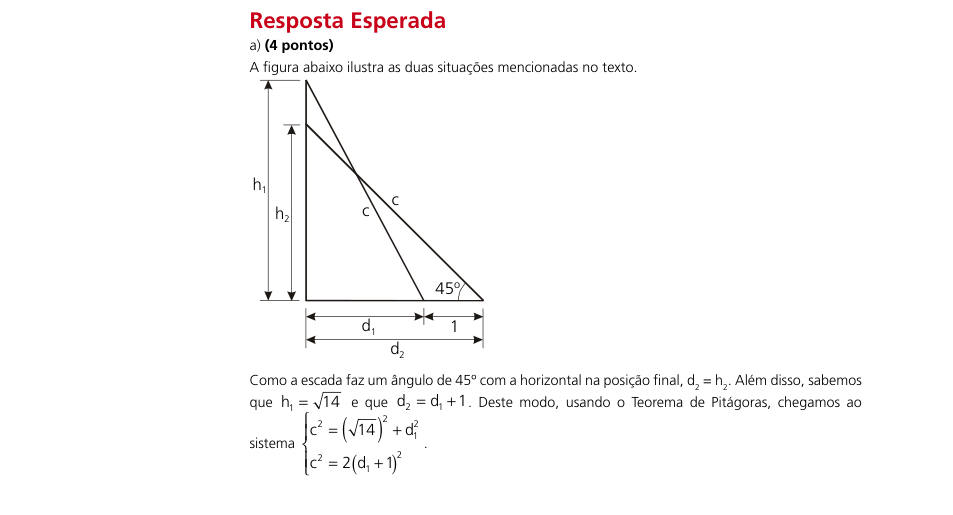 Resposta Esperada
a) (4 pontos)
A figura abaixo ilustra as duas situações mencionadas no texto.
h₁
h₂
c
c
45º
d₁
1
d₂
Como a escada faz um ângulo de 45º com a horizontal na posição final, d₂ = h₂. Além disso, sabemos
que h₁ = √14 e que d₂ = d₁ + 1. Deste modo, usando o Teorema de Pitágoras, chegamos ao
c² = (√14)² + d₁²
sistema { .
c² = 2(d₁ + 1)²